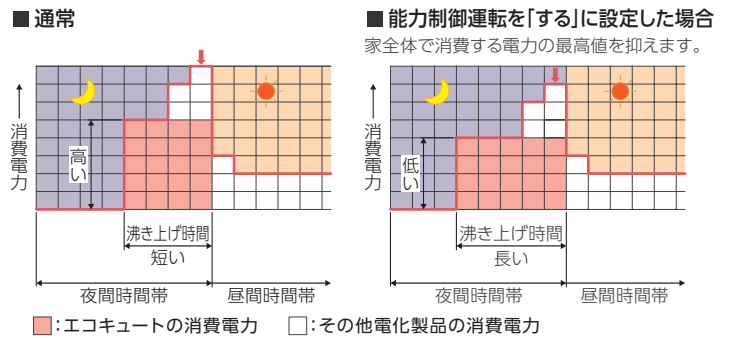 ■通常
消費電力
高い
沸き上げ時間
短い
夜間時間帯
昼間時間帯
■能力制御運転を｢する｣に設定した場合
家全体で消費する電力の最高値を抑えます。
消費電力
低い
沸き上げ時間
長い
夜間時間帯
昼間時間帯
:エコキュートの消費電力
:その他電化製品の消費電力